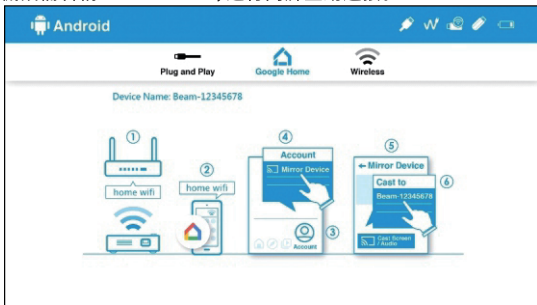 Android
Plug and Play
Google Home
Wireless
Device Name: Beam-12345678
①
home wifi
②
home wifi
④
Account
Mirror Device
③
Account
⑤
← Mirror Device
Cast to
⑥
Beam-12345678
Cast Screen
/ Audio